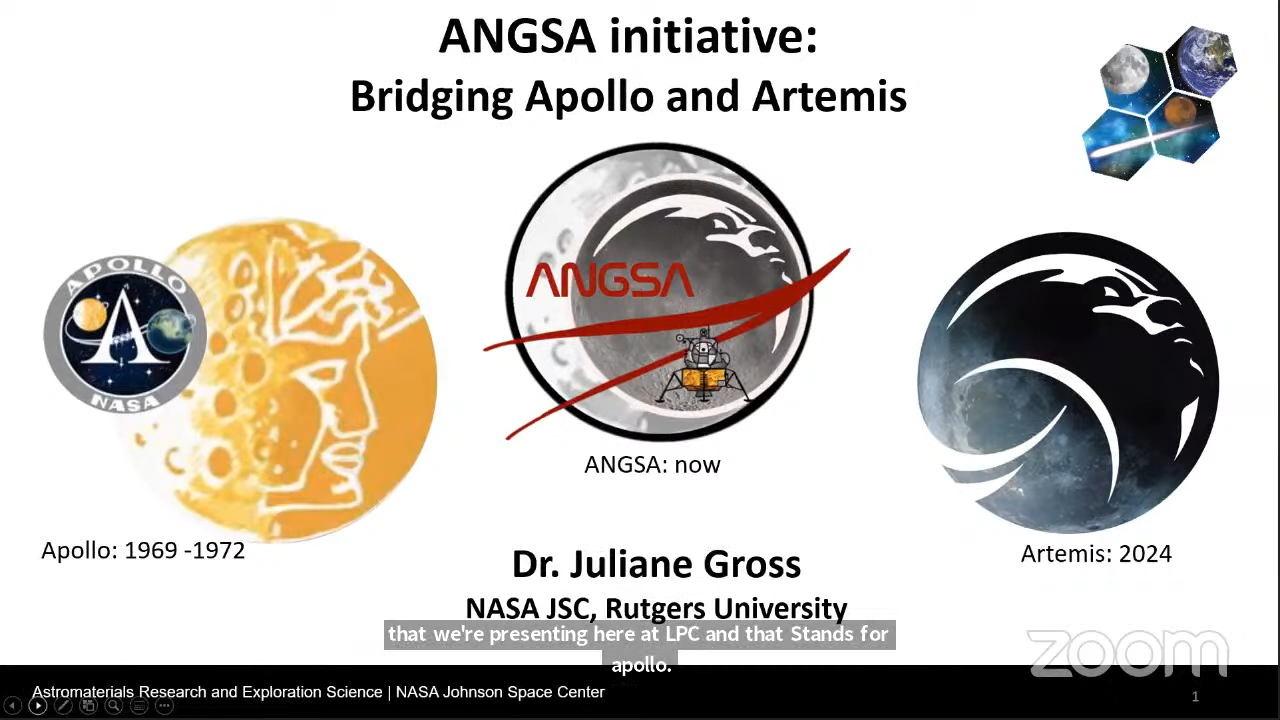 ANGSA initiative:
Bridging Apollo and Artemis
APOLLO
A
NASA
ANGSA
ANGSA: now
Apollo: 1969 -1972
Artemis: 2024
Dr. Juliane Gross
NASA JSC, Rutgers University
that we're presenting here at LPC and that Stands for
apollo.
zoom
Astromaterials Research and Exploration Science | NASA Johnson Space Center
1